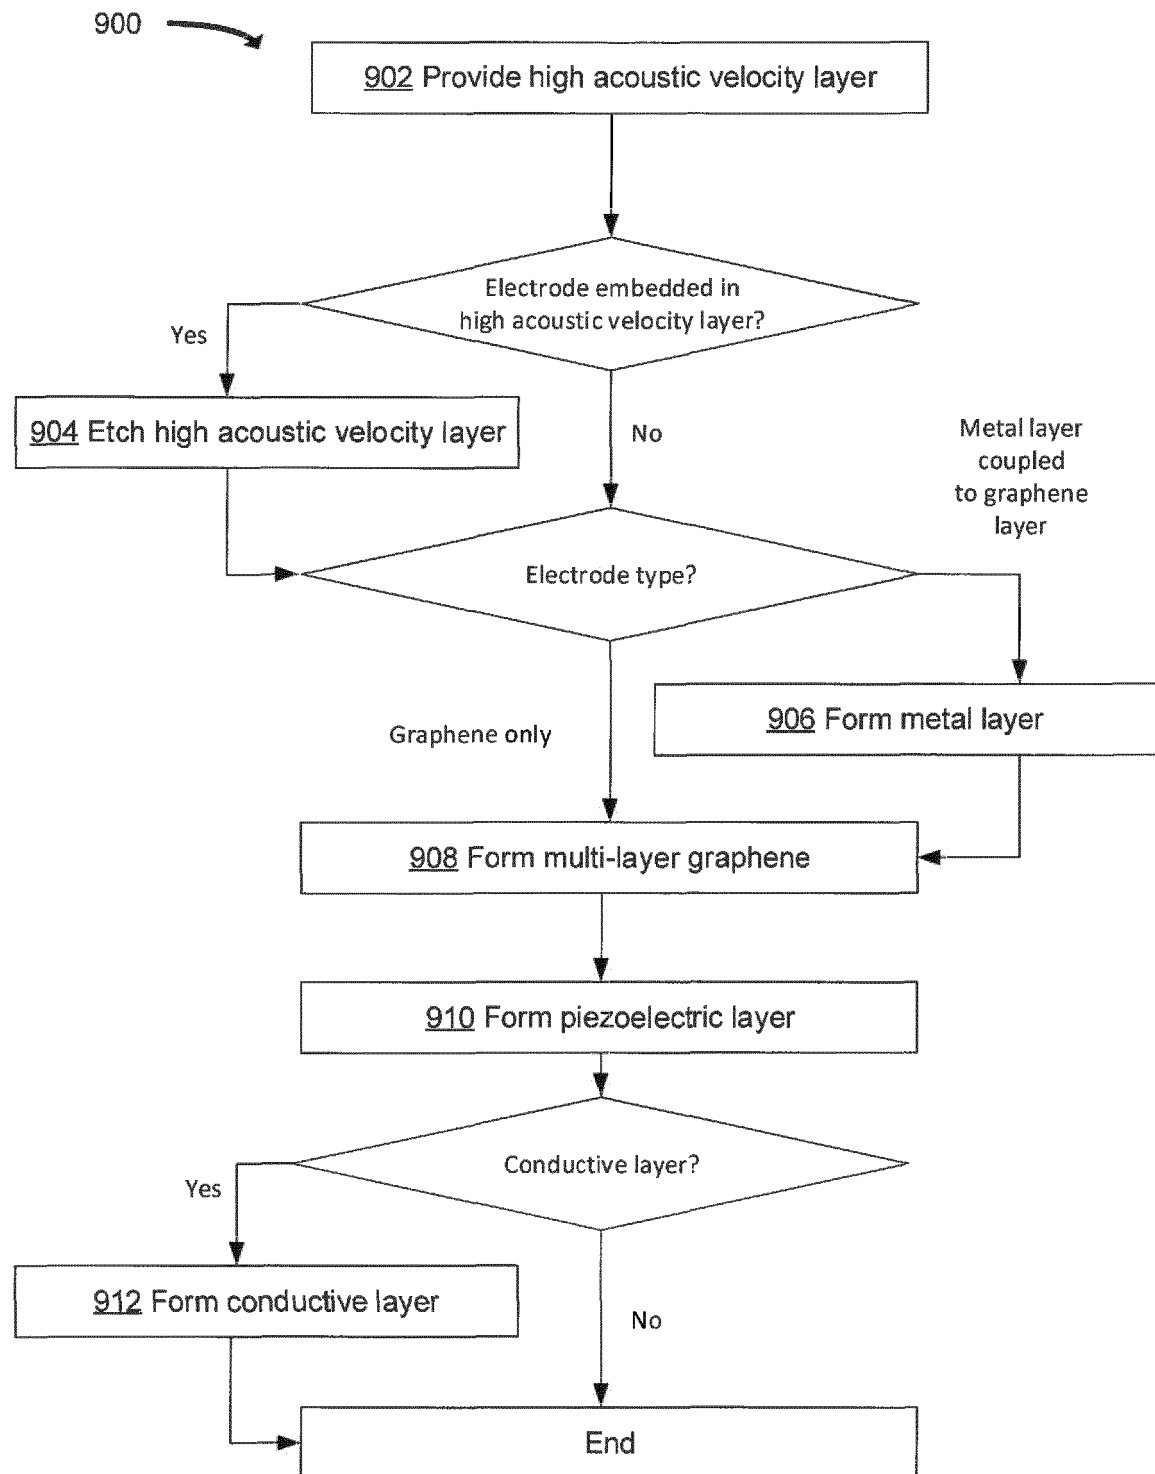 900
902 Provide high acoustic velocity layer
Electrode embedded in
high acoustic velocity layer?
Yes
904 Etch high acoustic velocity layer
No
Metal layer
coupled
to graphene
layer
Electrode type?
906 Form metal layer
Graphene only
908 Form multi-layer graphene
910 Form piezoelectric layer
Conductive layer?
Yes
912 Form conductive layer
No
End